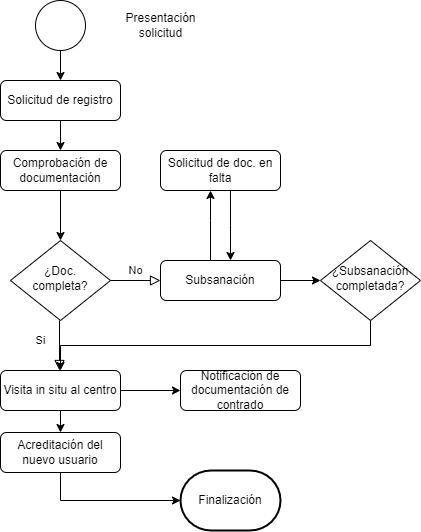 Presentación
solicitud
Solicitud de registro
Comprobación de
documentación
Solicitud de doc. en
falta
¿Doc.
completa?
No
Subsanación
¿Subsanación
completada?
Si
Visita in situ al centro
Notificación de
documentación de
contrado
Acreditación del
nuevo usuario
Finalización